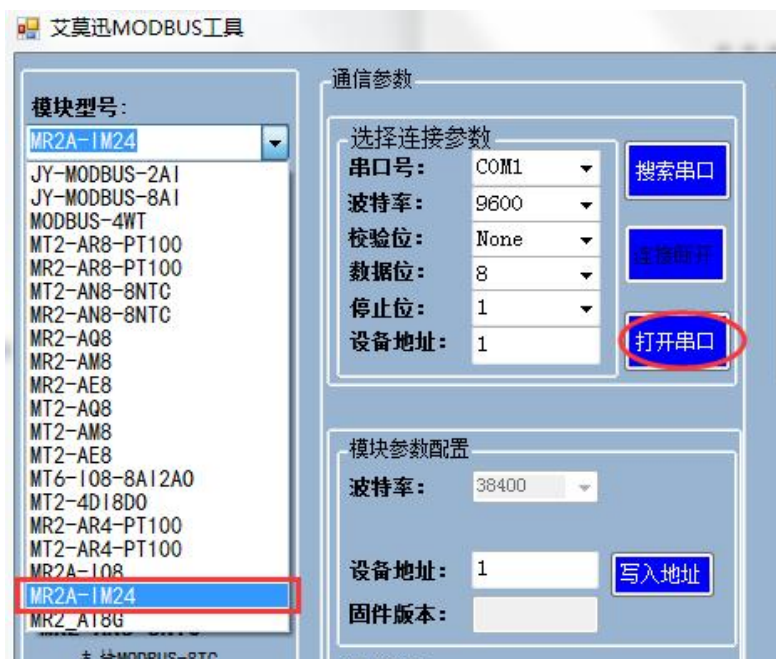 艾莫迅MODBUS工具
模块型号：
MR2A-IM24
JY-MODBUS-2AI
JY-MODBUS-8AI
MODBUS-4WT
MT2-AR8-PT100
MR2-AR8-PT100
MT2-AN8-8NTC
MR2-AN8-8NTC
MR2-AQ8
MR2-AM8
MR2-AE8
MT2-AQ8
MT2-AM8
MT2-AE8
MT6-IO8-8AI2AO
MT2-4DI8DO
MR2-AR4-PT100
MT2-AR4-PT100
MR2A-IO8
MR2A-IM24
MR2_AI8G
通信参数
选择连接参数
串口号： COM1 搜索串口
波特率： 9600
校验位： None
连接断开
数据位： 8
停止位： 1
设备地址： 1 打开串口
模块参数配置
波特率： 38400
设备地址： 1 写入地址
固件版本：